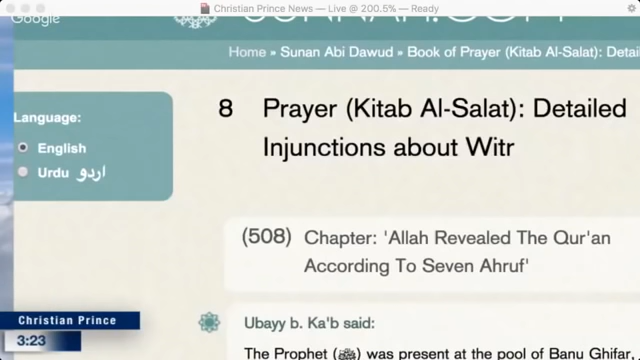 Christian Prince News — Live @ 200.5% — Ready
Google
SUNNAH.COM
Home » Sunan Abi Dawud » Book of Prayer (Kitab Al-Salat): Detai
Language:
English
Urdu اردو
8 Prayer (Kitab Al-Salat): Detailed
Injunctions about Witr
(508) Chapter: 'Allah Revealed The Qur'an
According To Seven Ahruf'
Christian Prince
3:23
Ubayy b. Ka'b said:
The Prophet (ﷺ) was present at the pool of Banu Ghifar,